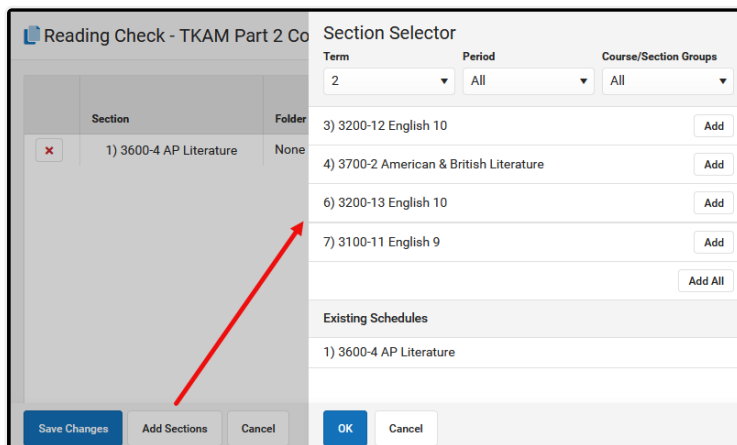 Reading Check - TKAM Part 2 Co
Section
Folder
1) 3600-4 AP Literature
None
Save Changes
Add Sections
Cancel
Section Selector
Term
Period
Course/Section Groups
2
All
All
3) 3200-12 English 10
Add
4) 3700-2 American & British Literature
Add
6) 3200-13 English 10
Add
7) 3100-11 English 9
Add
Add All
Existing Schedules
1) 3600-4 AP Literature
OK
Cancel